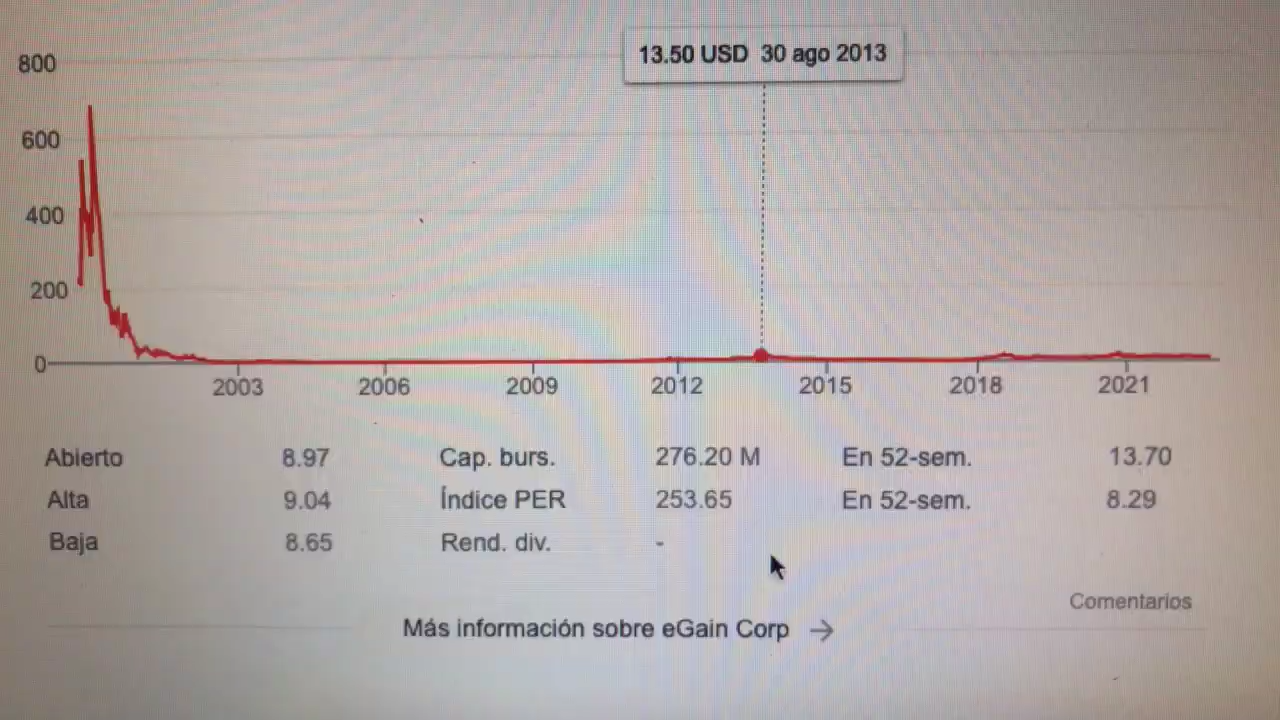 13.50 USD 30 ago 2013
800
600
400
200
0
2003 2006 2009 2012 2015 2018 2021
Abierto 8.97 Cap. burs. 276.20 M En 52-sem. 13.70
Alta 9.04 Índice PER 253.65 En 52-sem. 8.29
Baja 8.65 Rend. div. -
Comentarios
Más información sobre eGain Corp →